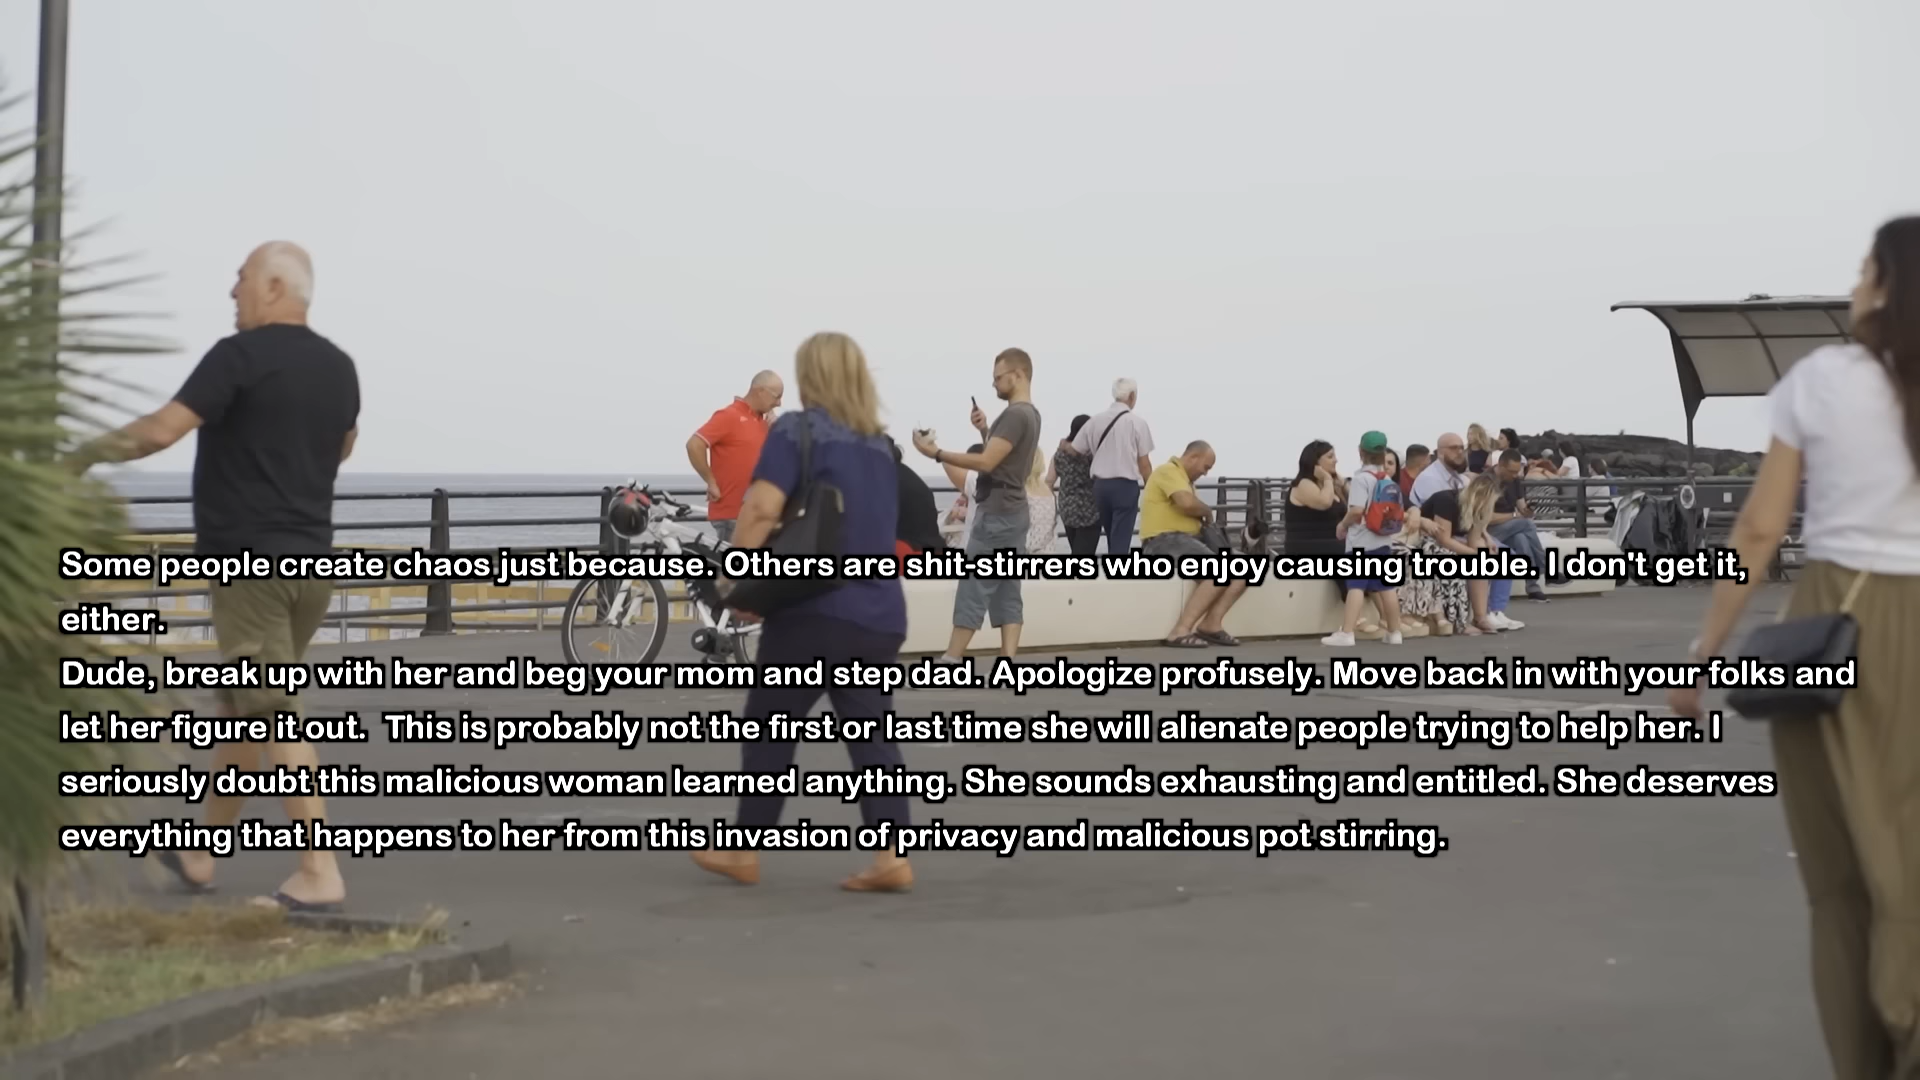 Some people create chaos just because. Others are shit-stirrers who enjoy causing trouble. I don't get it,
either.
Dude, break up with her and beg your mom and step dad. Apologize profusely. Move back in with your folks and
let her figure it out.  This is probably not the first or last time she will alienate people trying to help her. I
seriously doubt this malicious woman learned anything. She sounds exhausting and entitled. She deserves
everything that happens to her from this invasion of privacy and malicious pot stirring.